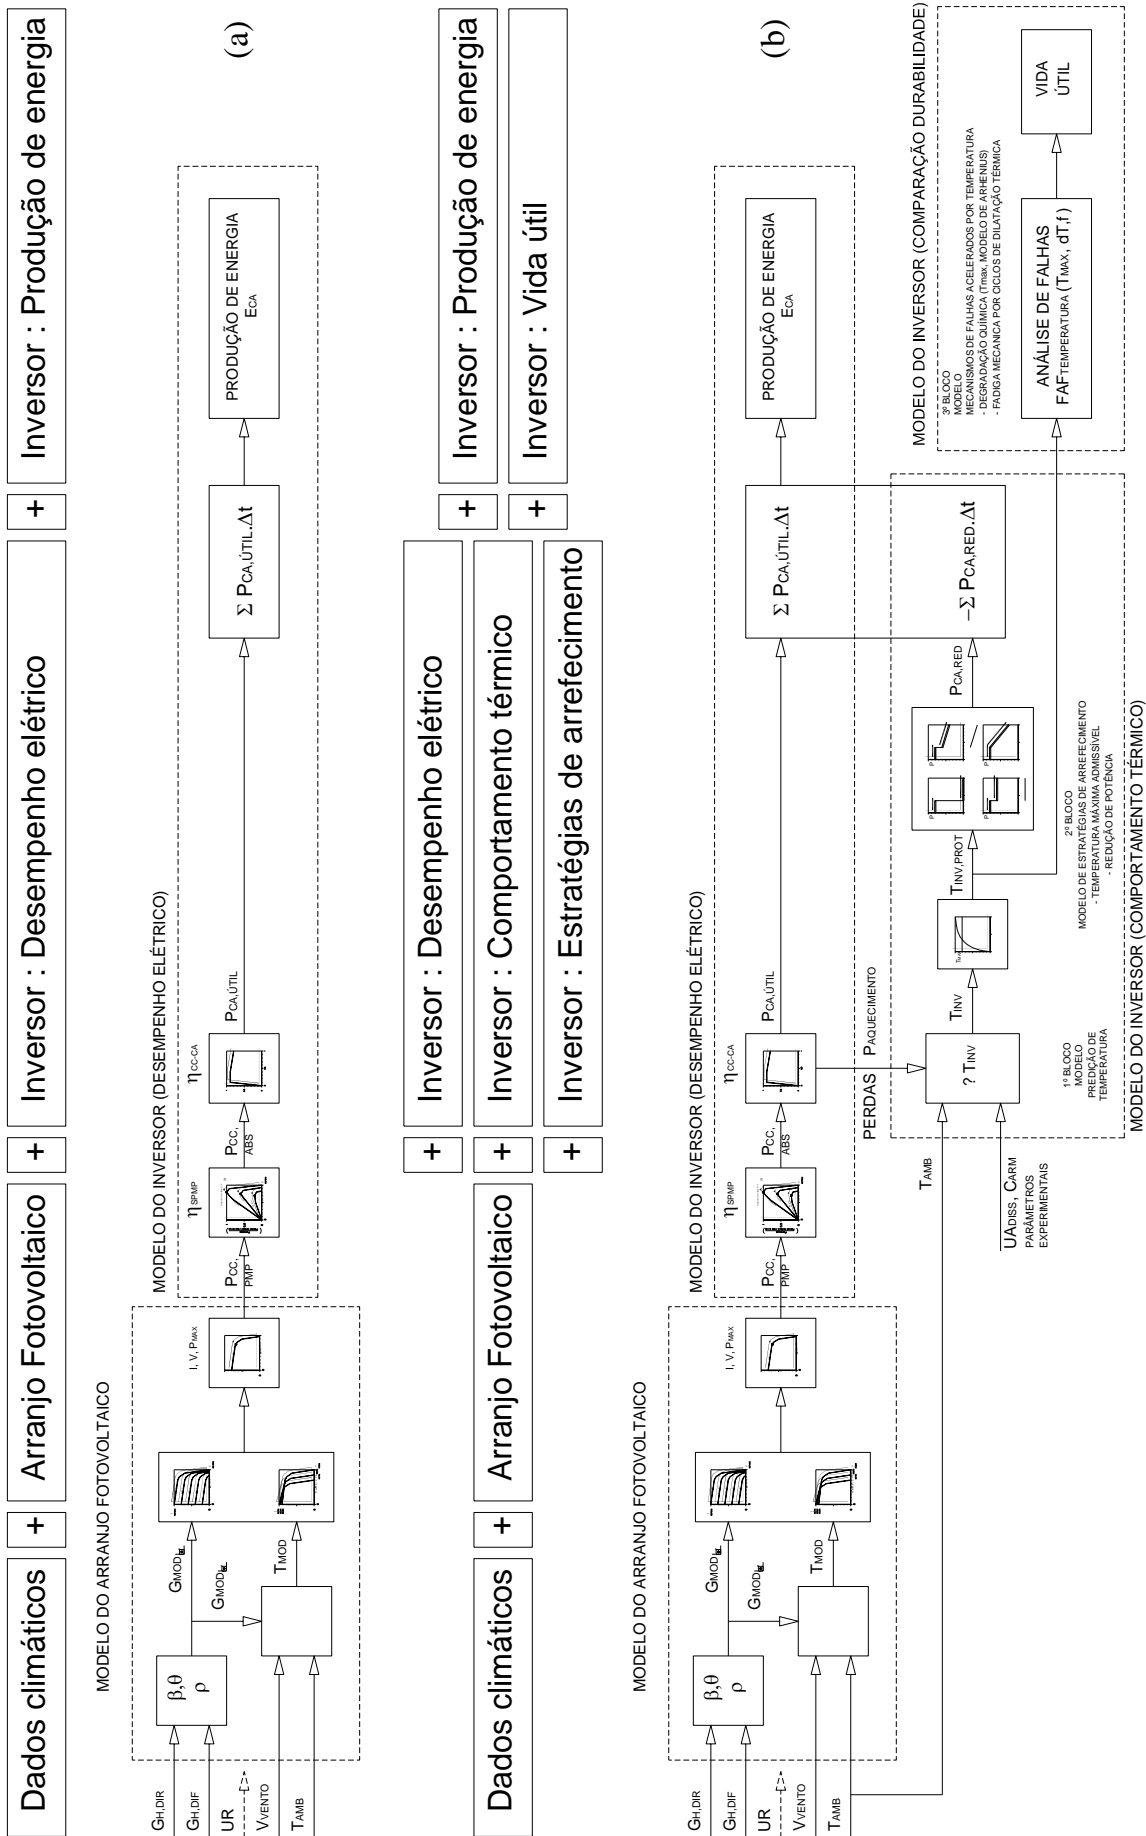 Dados climáticos
+
Arranjo Fotovoltaico
+
Inversor : Desempenho elétrico
+
Inversor : Produção de energia
(a)
MODELO DO ARRANJO FOTOVOLTAICO
MODELO DO INVERSOR (DESEMPENHO ELÉTRICO)
GH,DIR
GH,DIF
UR
VVENTO
TAMB
β,θ
ρ
GMOD
GMOD
TMOD
I, V, PMAX
PCC,
PMP
ηSPMP
PCC,
ABS
ηCC-CA
PCA,ÚTIL
Σ PCA,ÚTIL.Δt
PRODUÇÃO DE ENERGIA
ECA
Dados climáticos
+
Arranjo Fotovoltaico
+
Inversor : Desempenho elétrico
+
Inversor : Comportamento térmico
+
Inversor : Estratégias de arrefecimento
+
Inversor : Produção de energia
+
Inversor : Vida útil
(b)
MODELO DO ARRANJO FOTOVOLTAICO
MODELO DO INVERSOR (DESEMPENHO ELÉTRICO)
GH,DIR
GH,DIF
UR
VVENTO
TAMB
β,θ
ρ
GMOD
GMOD
TMOD
I, V, PMAX
PCC,
PMP
ηSPMP
PCC,
ABS
ηCC-CA
PCA,ÚTIL
Σ PCA,ÚTIL.Δt
PRODUÇÃO DE ENERGIA
ECA
PERDAS PAQUECIMENTO
TAMB
UADISS, CARM
PARÂMETROS
EXPERIMENTAIS
? TINV
TINV
TINV,PROT
P
P
P
P
PCA,RED
−Σ PCA,RED.Δt
1º BLOCO
MODELO
PREDIÇÃO DE
TEMPERATURA
2º BLOCO
MODELO DE ESTRATÉGIAS DE ARREFECIMENTO
- TEMPERATURA MÁXIMA ADMISSÍVEL
- REDUÇÃO DE POTÊNCIA
MODELO DO INVERSOR (COMPORTAMENTO TÉRMICO)
MODELO DO INVERSOR (COMPARAÇÃO DURABILIDADE)
3º BLOCO
MODELO
MECANISMOS DE FALHAS ACELERADOS POR TEMPERATURA
- DEGRADAÇÃO QUÍMICA (Tmax, MODELO DE ARHENIUS)
- FADIGA MECANICA POR CICLOS DE DILATAÇÃO TÉRMICA
ANÁLISE DE FALHAS
FAFTEMPERATURA (TMAX, dT,f )
VIDA
ÚTIL